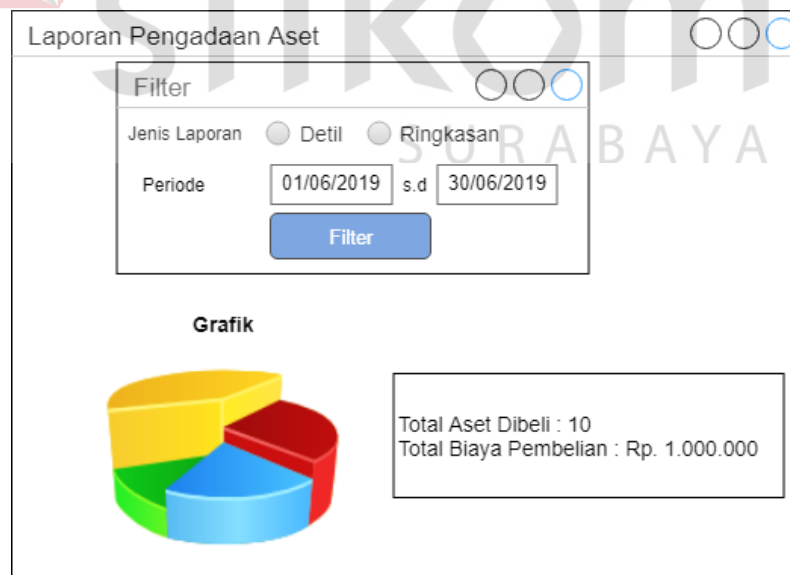 Laporan Pengadaan Aset
Filter
Jenis Laporan Detil Ringkasan
SURABAYA
Periode 01/06/2019 s.d 30/06/2019
Filter
Grafik
Total Aset Dibeli : 10
Total Biaya Pembelian : Rp. 1.000.000